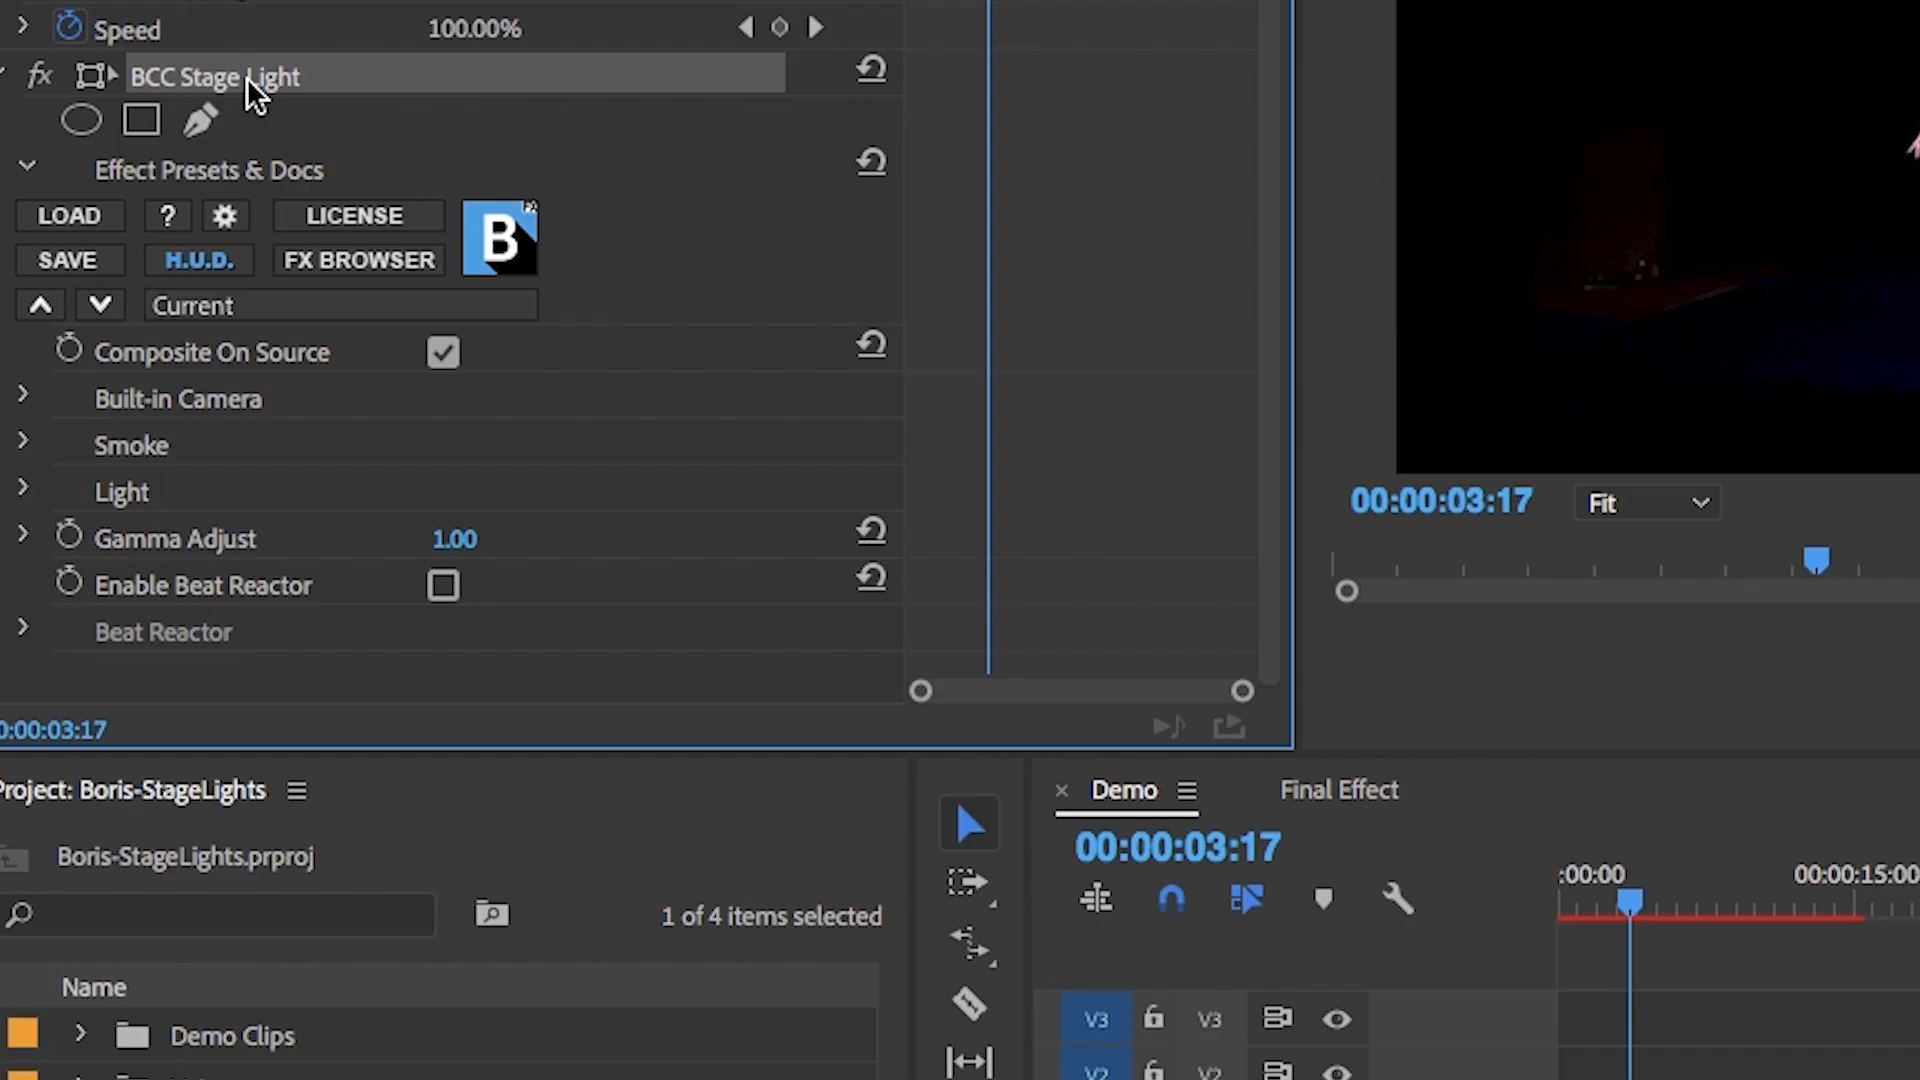 Speed 100.00%
fx BCC Stage Light
Effect Presets & Docs
LOAD ? LICENSE
B
SAVE H.U.D. FX BROWSER
Current
Composite On Source
Built-in Camera
Smoke
Light
Gamma Adjust 1.00
Enable Beat Reactor
Beat Reactor
0:00:03:17
00:00:03:17 Fit
Project: Boris-StageLights
Boris-StageLights.prproj
1 of 4 items selected
Name
Demo Clips
Demo Final Effect
00:00:03:17
:00:00 00:00:15:00
V3 V3
V2 V2